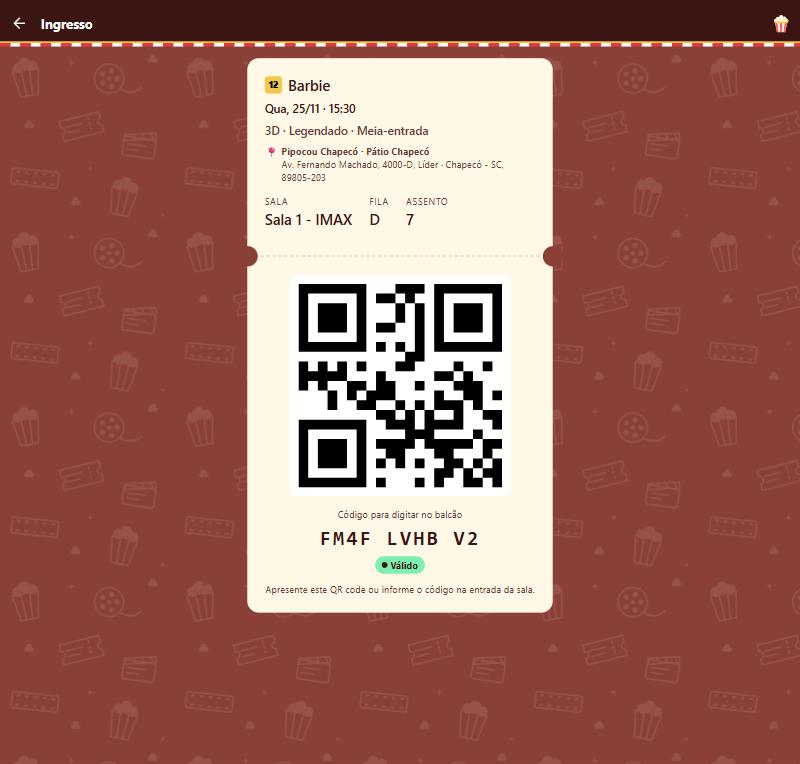 Ingresso
12 Barbie
Qua, 25/11 · 15:30
3D · Legendado · Meia-entrada
Pipocou Chapecó · Pátio Chapecó
Av. Fernando Machado, 4000-D, Líder · Chapecó - SC,
89805-203
SALA FILA ASSENTO
Sala 1 - IMAX D 7
Código para digitar no balcão
FM4F LVHB V2
Válido
Apresente este QR code ou informe o código na entrada da sala.